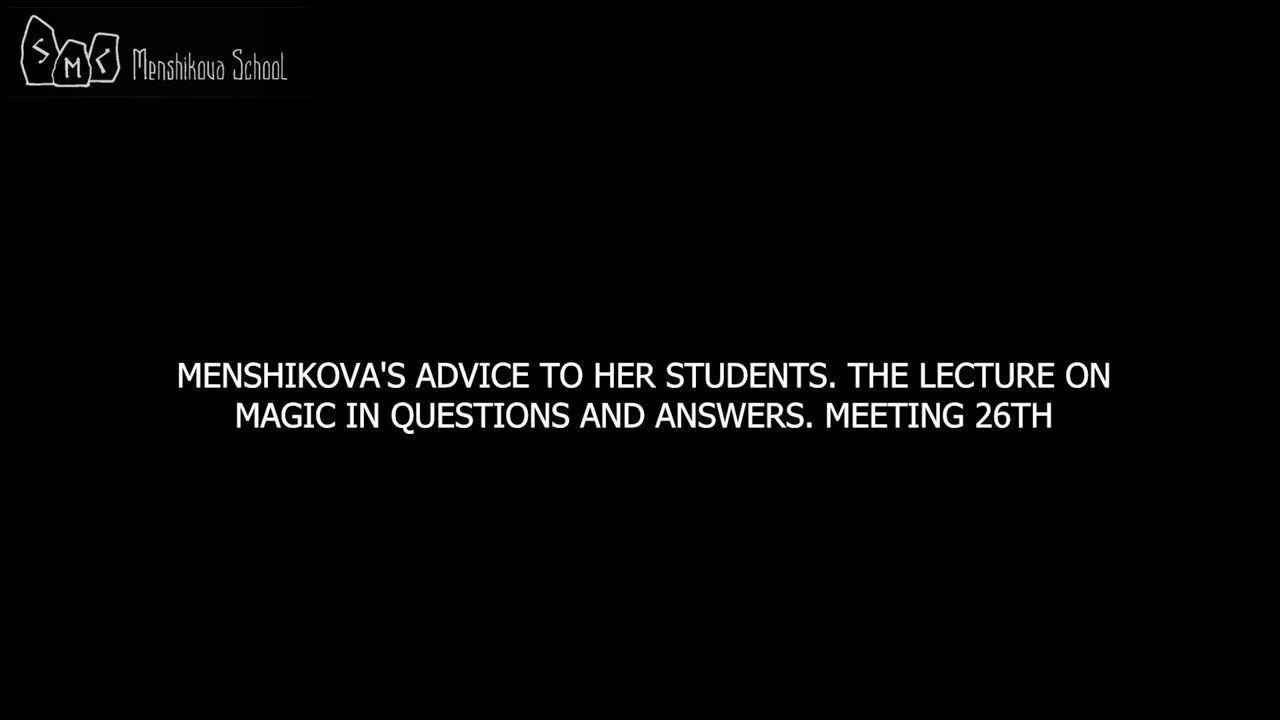 SMC Menshikova School
MENSHIKOVA'S ADVICE TO HER STUDENTS. THE LECTURE ON
MAGIC IN QUESTIONS AND ANSWERS. MEETING 26TH